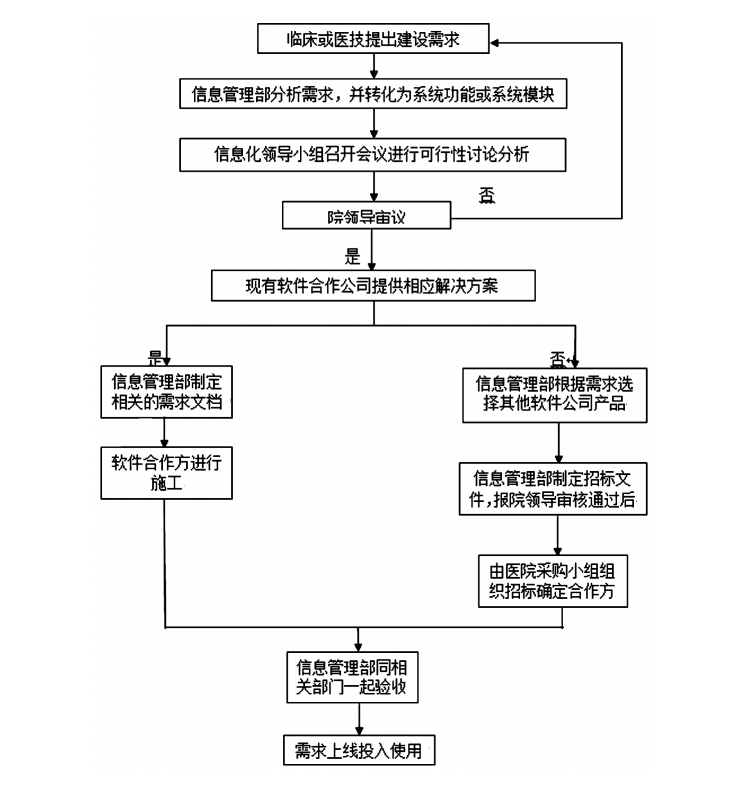 临床或医技提出建设需求
信息管理部分析需求，并转化为系统功能或系统模块
信息化领导小组召开会议进行可行性讨论分析
否
院领导审议
是
现有软件合作公司提供相应解决方案
是
否
信息管理部制定
相关的需求文档
信息管理部根据需求选
择其他软件公司产品
软件合作方进行
施工
信息管理部制定招标文
件，报院领导审核通过后
由医院采购小组组
织招标确定合作方
信息管理部同相
关部门一起验收
需求上线投入使用